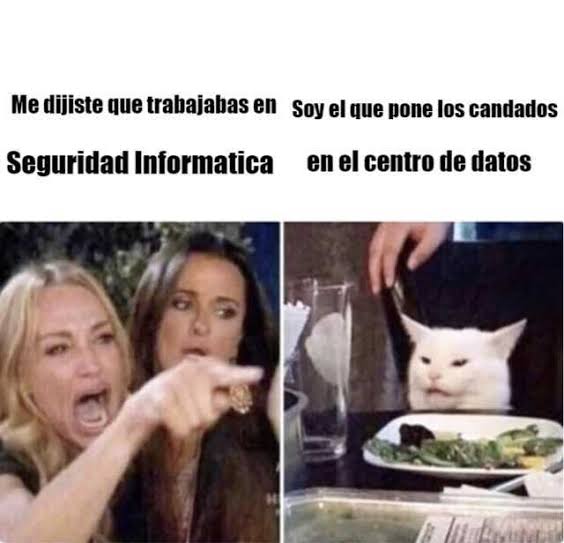 Me dijiste que trabajabas en
Seguridad Informatica
Soy el que pone los candados
en el centro de datos